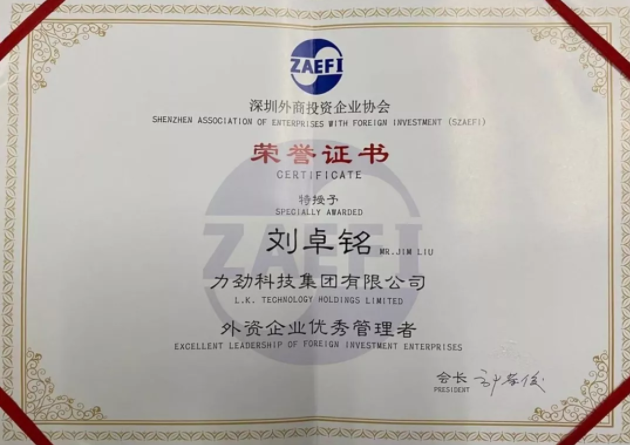 ZAEFI
深圳外商投资企业协会
SHENZHEN ASSOCIATION OF ENTERPRISES WITH FOREIGN INVESTMENT (SZAEFI)
荣誉证书
CERTIFICATE
特授予
SPECIALLY AWARDED
ZAEFI
刘卓铭 MR.JIM LIU
力劲科技集团有限公司
L.K. TECHNOLOGY HOLDINGS LIMITED
外资企业优秀管理者
EXCELLENT LEADERSHIP OF FOREIGN INVESTMENT ENTERPRISES
会长
PRESIDENT